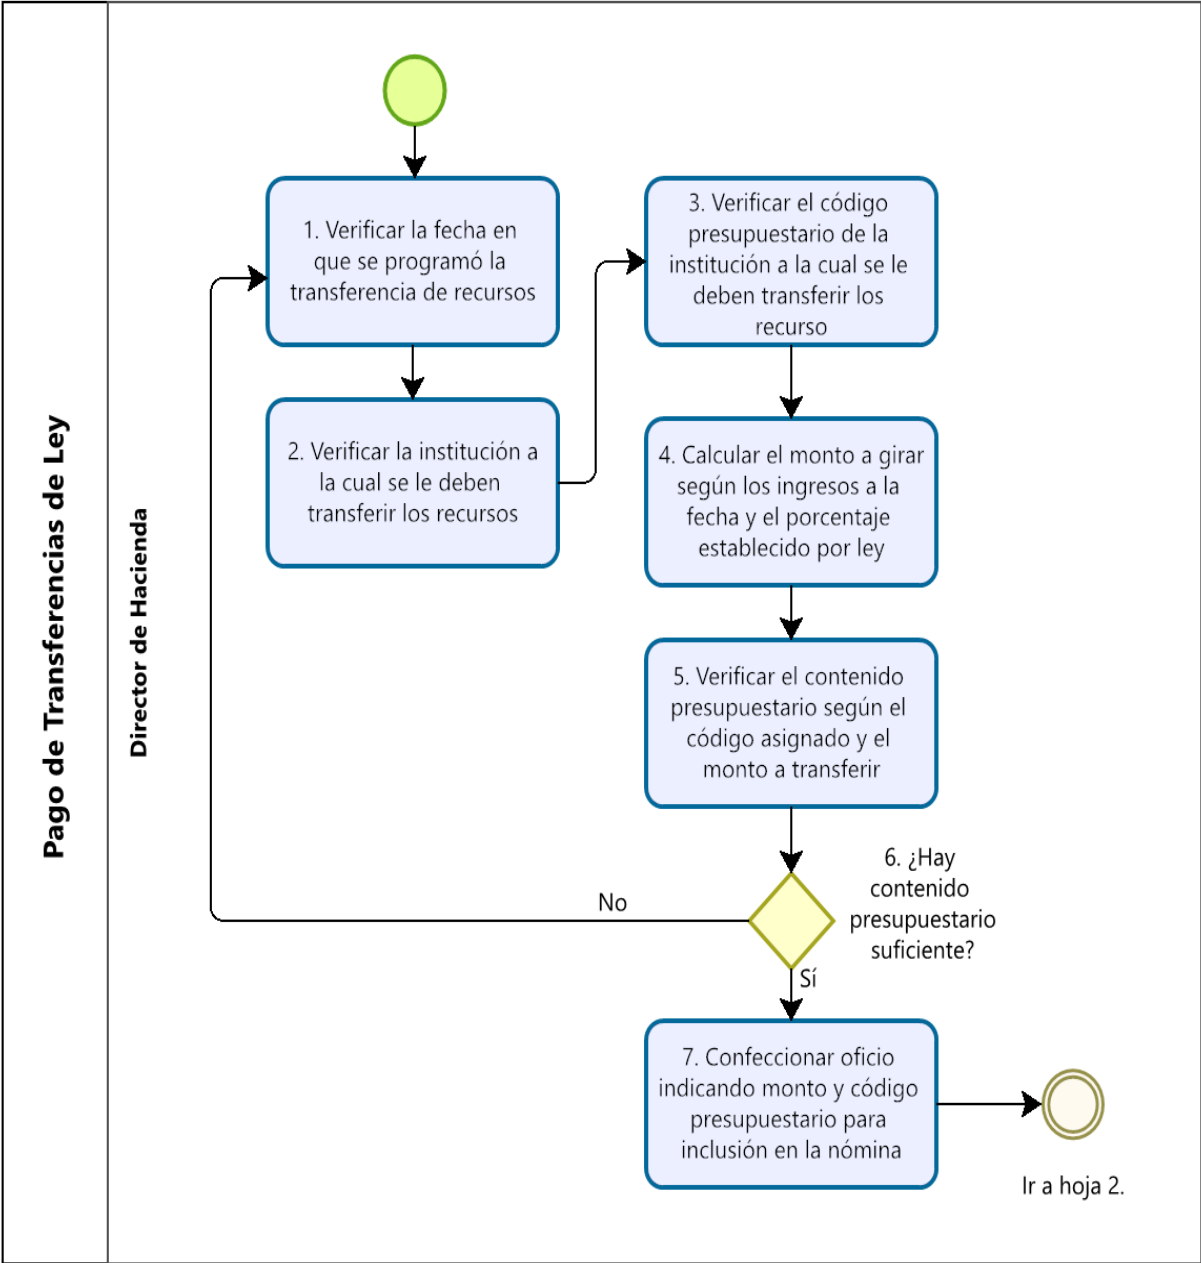 Pago de Transferencias de Ley
Director de Hacienda
1. Verificar la fecha en
que se programó la
transferencia de recursos
2. Verificar la institución a
la cual se le deben
transferir los recursos
3. Verificar el código
presupuestario de la
institución a la cual se le
deben transferir los
recurso
4. Calcular el monto a girar
según los ingresos a la
fecha y el porcentaje
establecido por ley
5. Verificar el contenido
presupuestario según el
código asignado y el
monto a transferir
6. ¿Hay
contenido
presupuestario
suficiente?
No
Sí
7. Confeccionar oficio
indicando monto y código
presupuestario para
inclusión en la nómina
Ir a hoja 2.